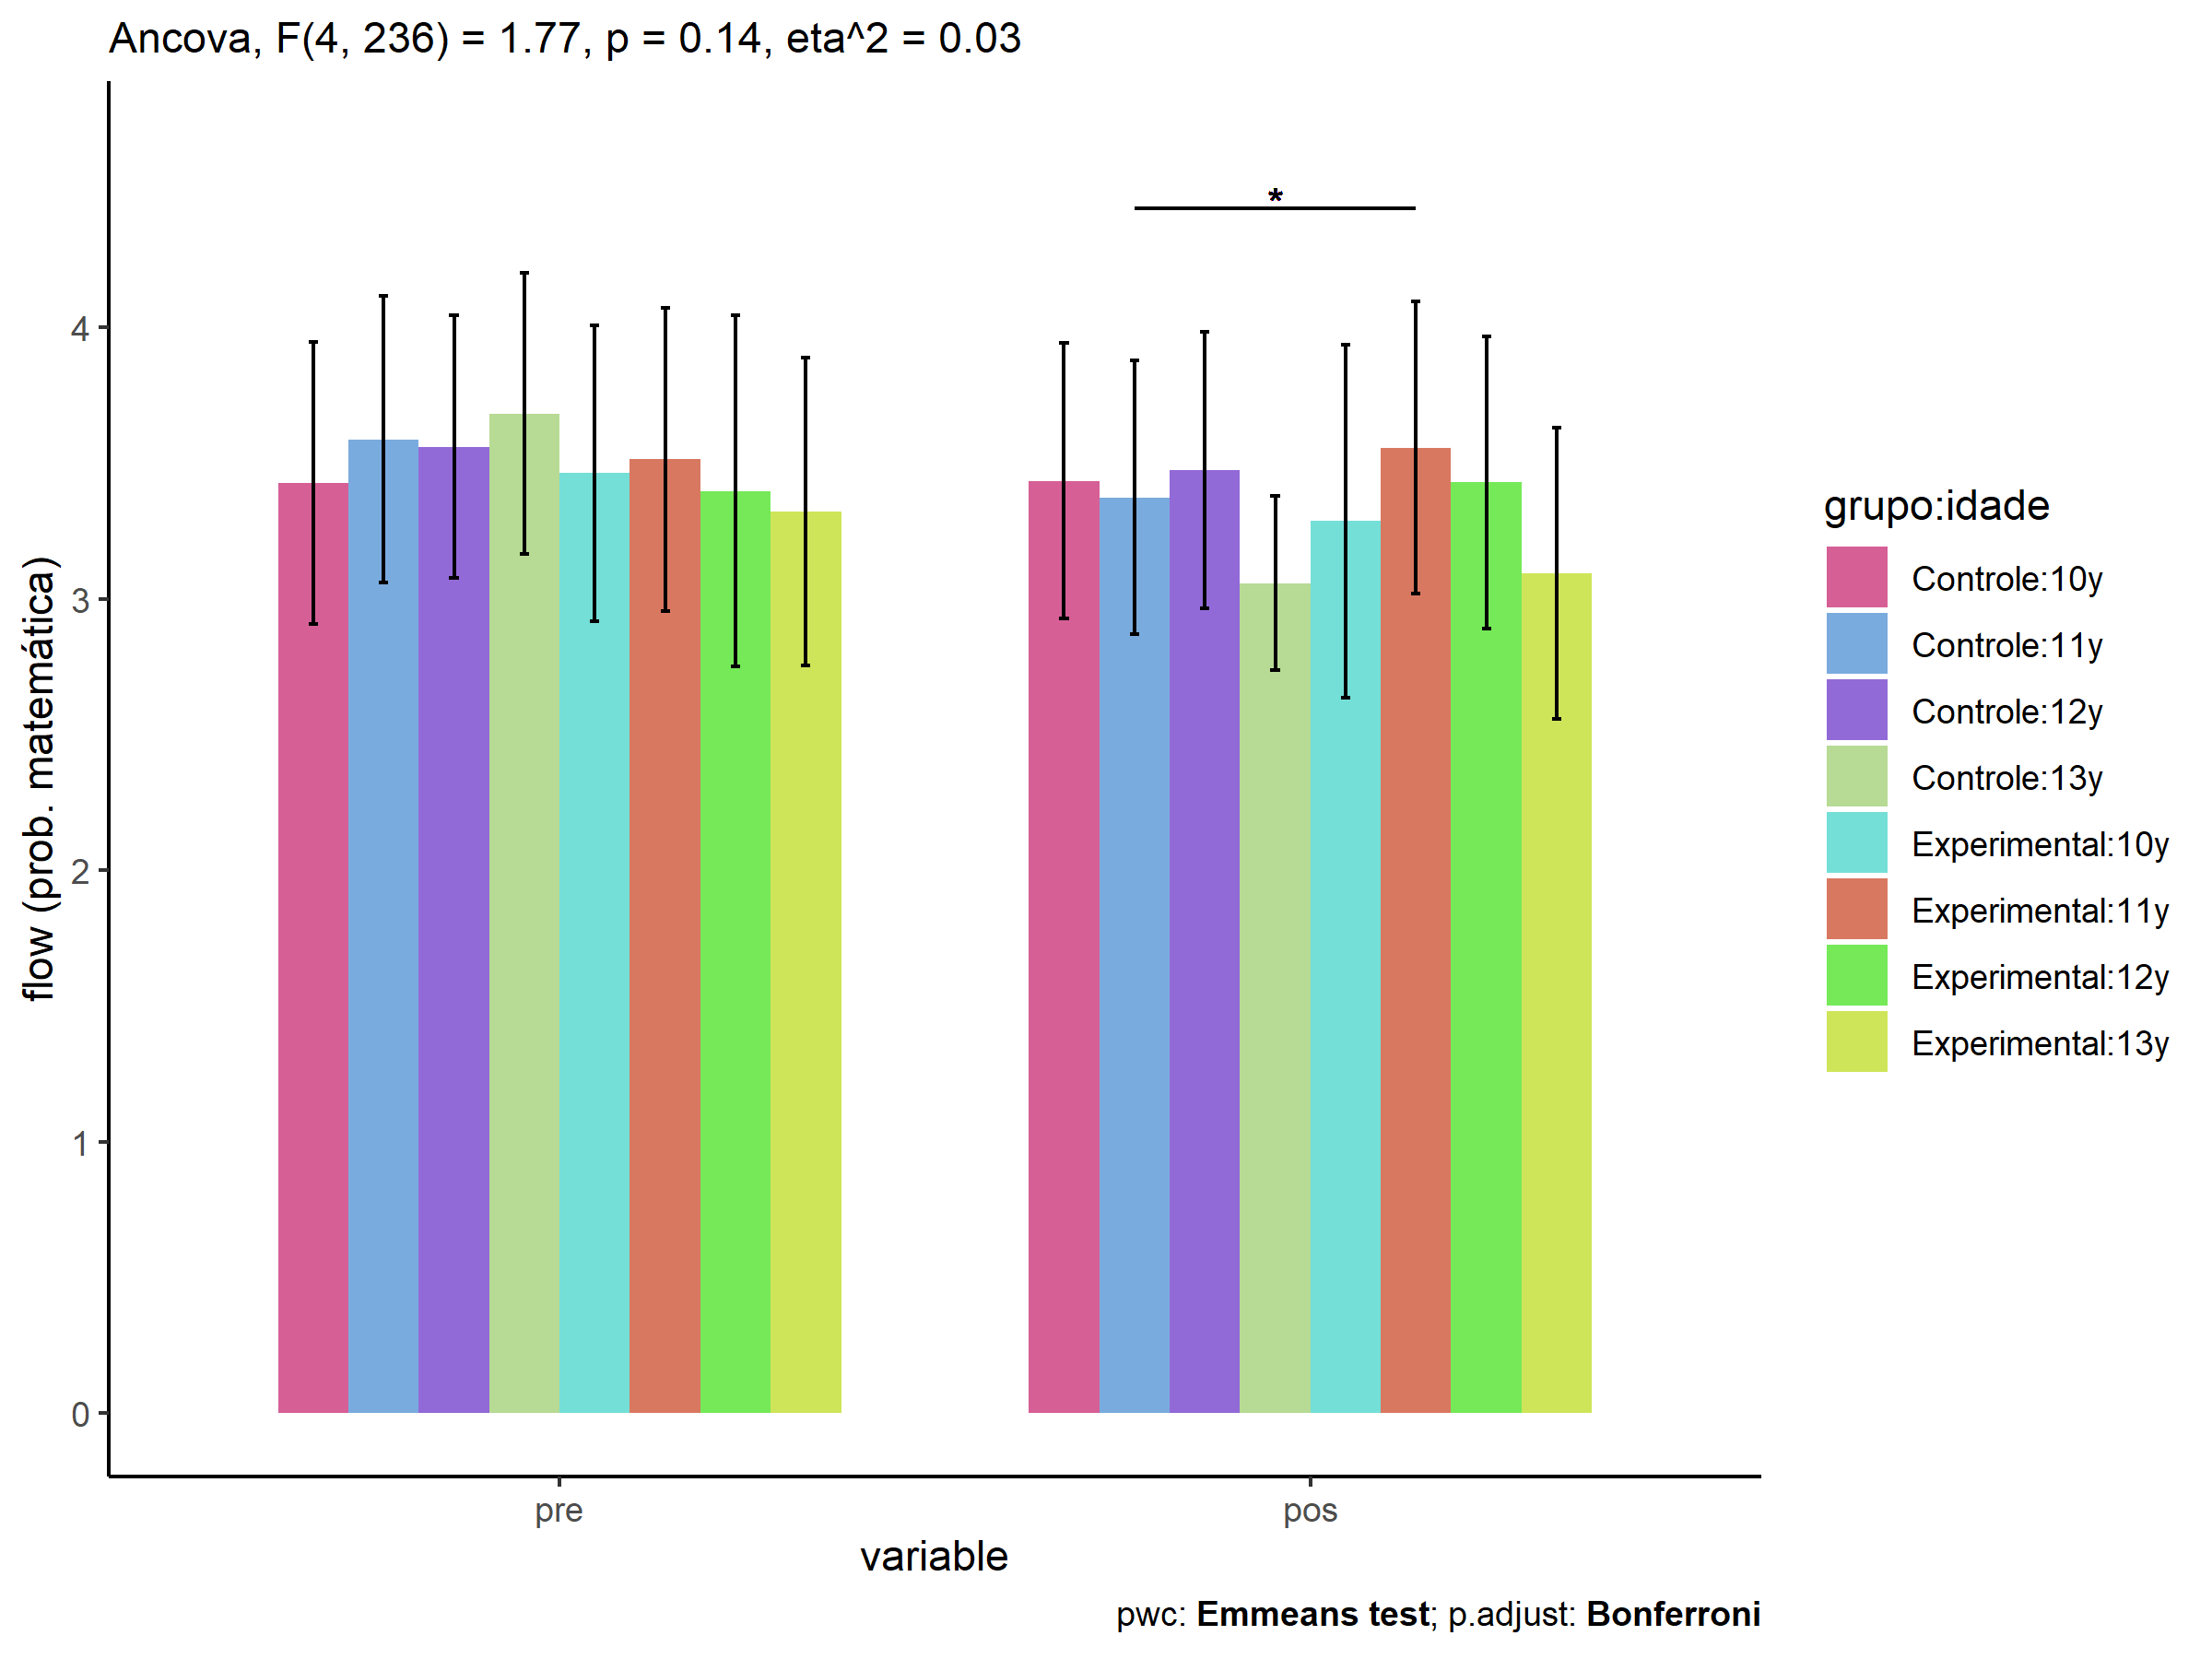 Ancova, F(4, 236) = 1.77, p = 0.14, eta^2 = 0.03
*
4
3
2
1
0
flow (prob. matemática)
pre
pos
variable
grupo:idade
Controle:10y
Controle:11y
Controle:12y
Controle:13y
Experimental:10y
Experimental:11y
Experimental:12y
Experimental:13y
pwc: Emmeans test; p.adjust: Bonferroni